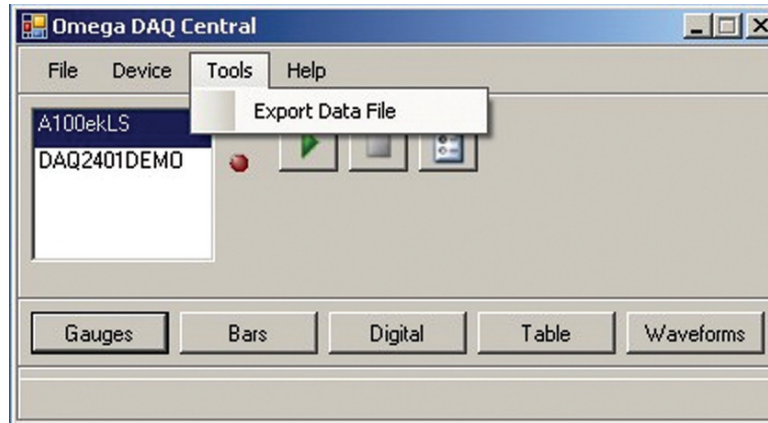 Omega DAQ Central
File Device Tools Help
Export Data File
A100ekLS
DAQ2401DEMO
Gauges Bars Digital Table Waveforms